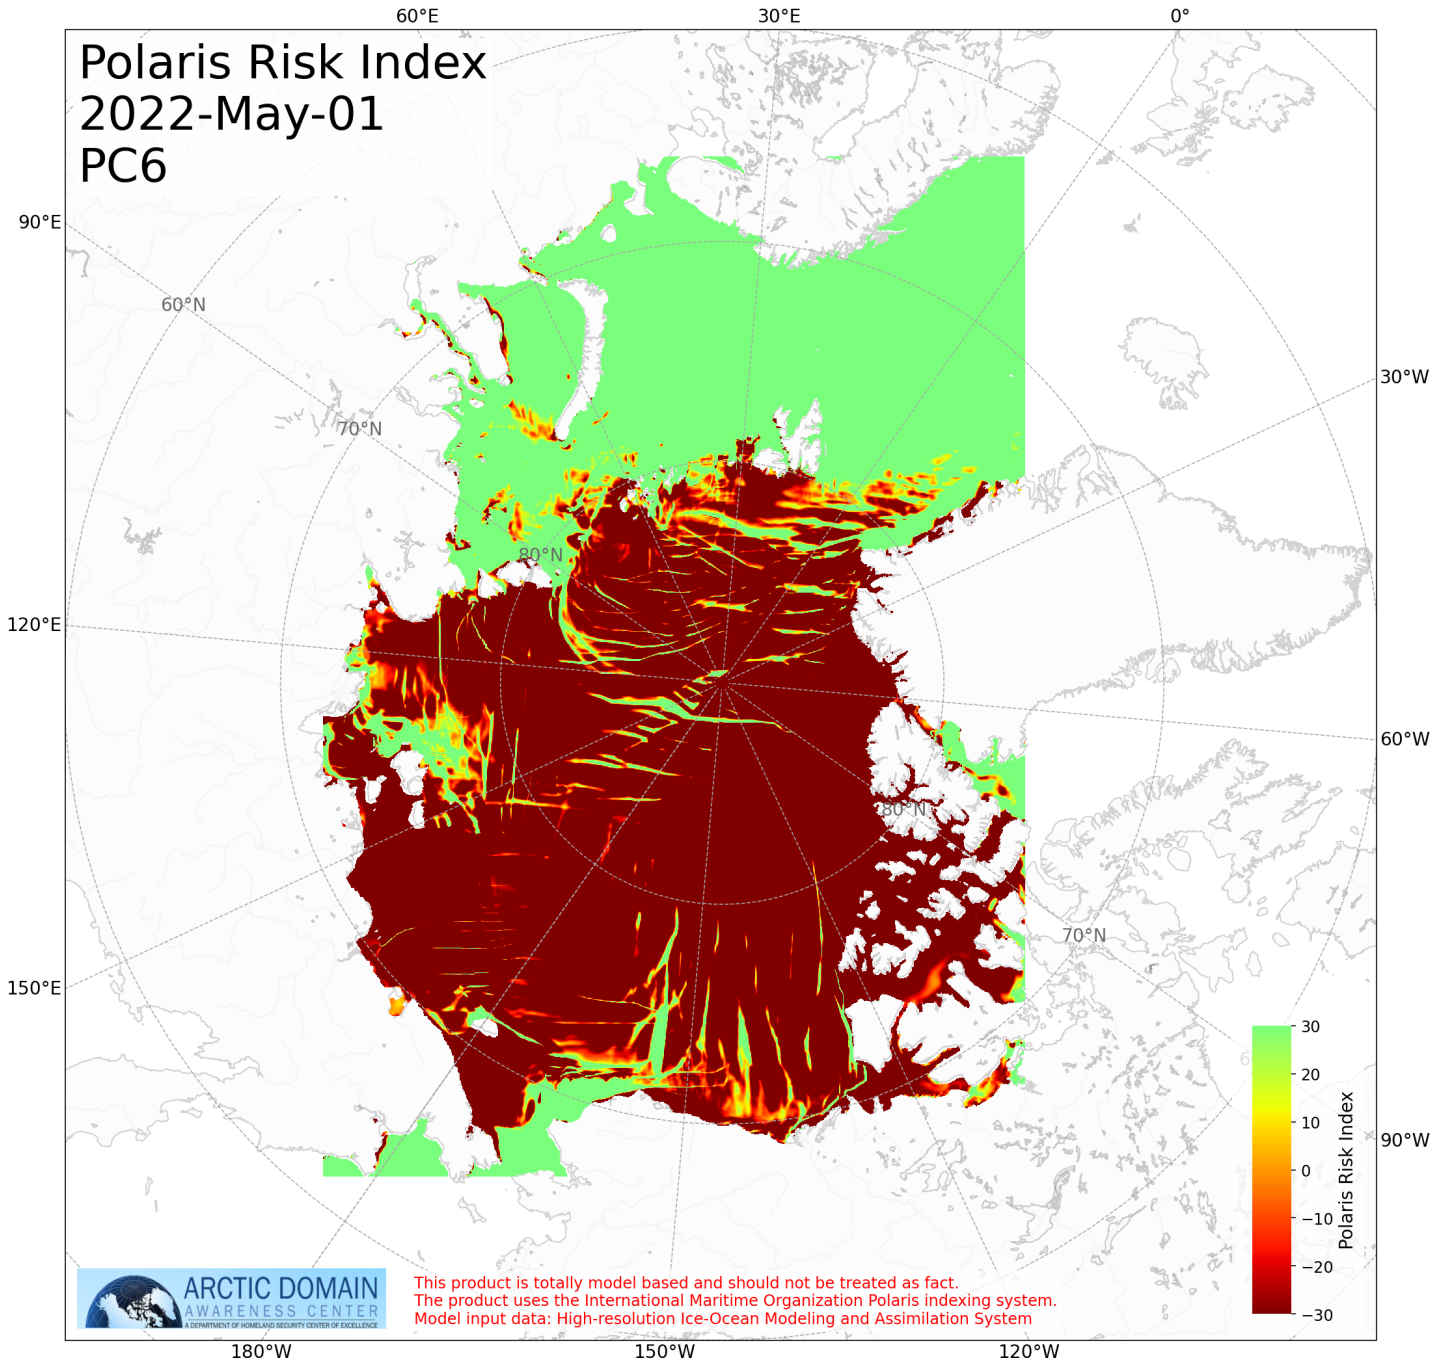 60°E
30°E
0°
Polaris Risk Index
2022-May-01
PC6
90°E
60°N
30°W
70°N
80°N
120°E
60°W
80°N
70°N
150°E
30
20
10
0
−10
−20
−30
Polaris Risk Index
90°W
ARCTIC DOMAIN
AWARENESS CENTER
A DEPARTMENT OF HOMELAND SECURITY CENTER OF EXCELLENCE
This product is totally model based and should not be treated as fact.
The product uses the International Maritime Organization Polaris indexing system.
Model input data: High-resolution Ice-Ocean Modeling and Assimilation System
180°W
150°W
120°W